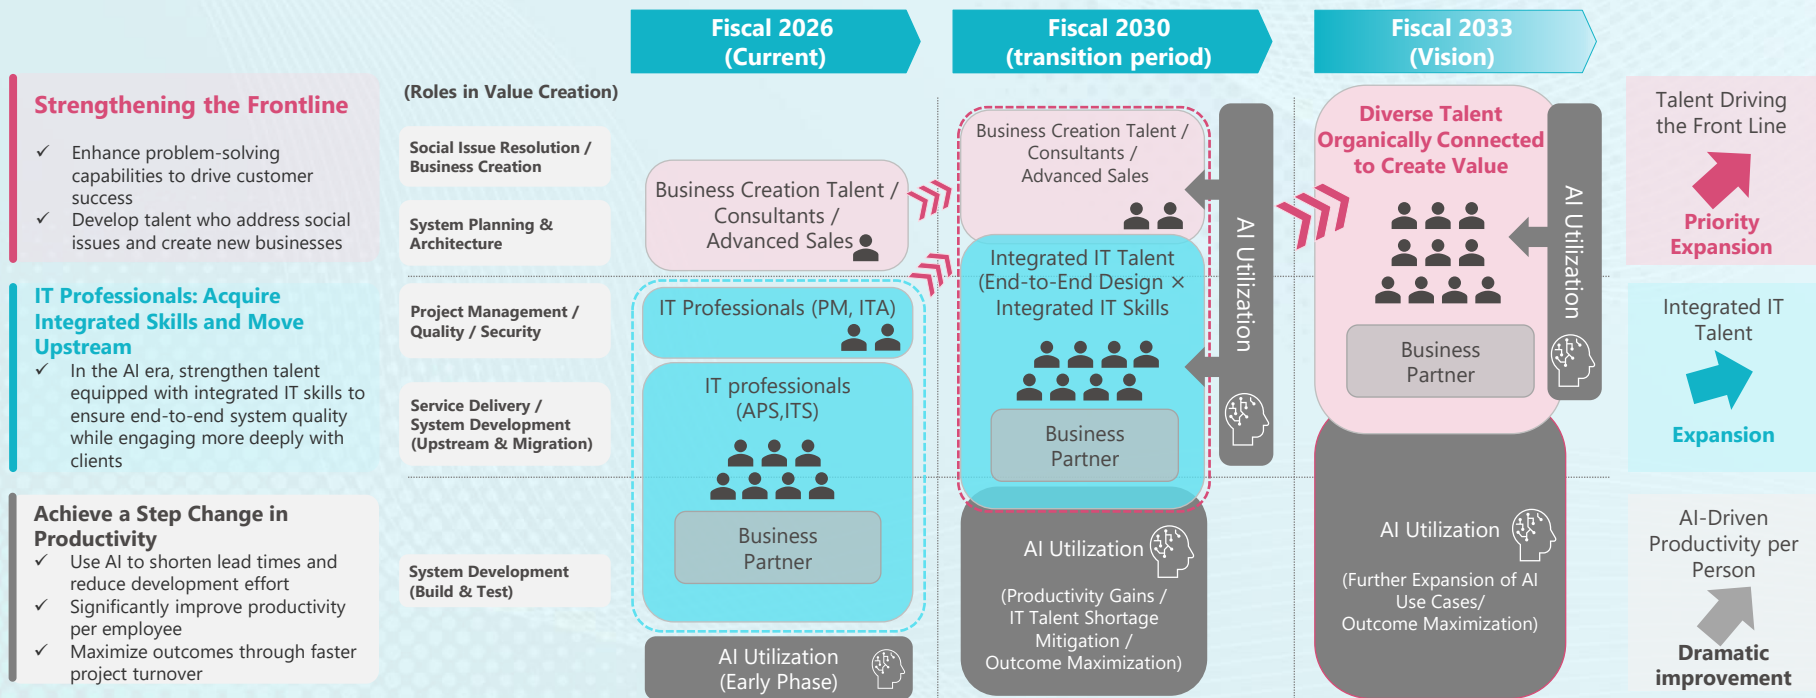 Fiscal 2026
(Current)
Fiscal 2030
(transition period)
Fiscal 2033
(Vision)
Strengthening the Frontline
✓ Enhance problem-solving
capabilities to drive customer
success
✓ Develop talent who address social
issues and create new businesses
IT Professionals: Acquire
Integrated Skills and Move
Upstream
✓ In the AI era, strengthen talent
equipped with integrated IT skills to
ensure end-to-end system quality
while engaging more deeply with
clients
Achieve a Step Change in
Productivity
✓ Use AI to shorten lead times and
reduce development effort
✓ Significantly improve productivity
per employee
✓ Maximize outcomes through faster
project turnover
(Roles in Value Creation)
Social Issue Resolution /
Business Creation
System Planning &
Architecture
Project Management /
Quality / Security
Service Delivery /
System Development
(Upstream & Migration)
System Development
(Build & Test)
Business Creation Talent /
Consultants /
Advanced Sales
IT Professionals (PM, ITA)
IT professionals
(APS,ITS)
Business
Partner
AI Utilization
(Early Phase)
Business Creation Talent /
Consultants /
Advanced Sales
Integrated IT Talent
(End-to-End Design ×
Integrated IT Skills
Business
Partner
AI Utilization
AI Utilization
(Productivity Gains /
IT Talent Shortage
Mitigation /
Outcome Maximization)
Diverse Talent
Organically Connected
to Create Value
Business
Partner
AI Utilization
AI Utilization
(Further Expansion of AI
Use Cases/
Outcome Maximization)
Talent Driving
the Front Line
Priority
Expansion
Integrated IT
Talent
Expansion
AI-Driven
Productivity per
Person
Dramatic
improvement